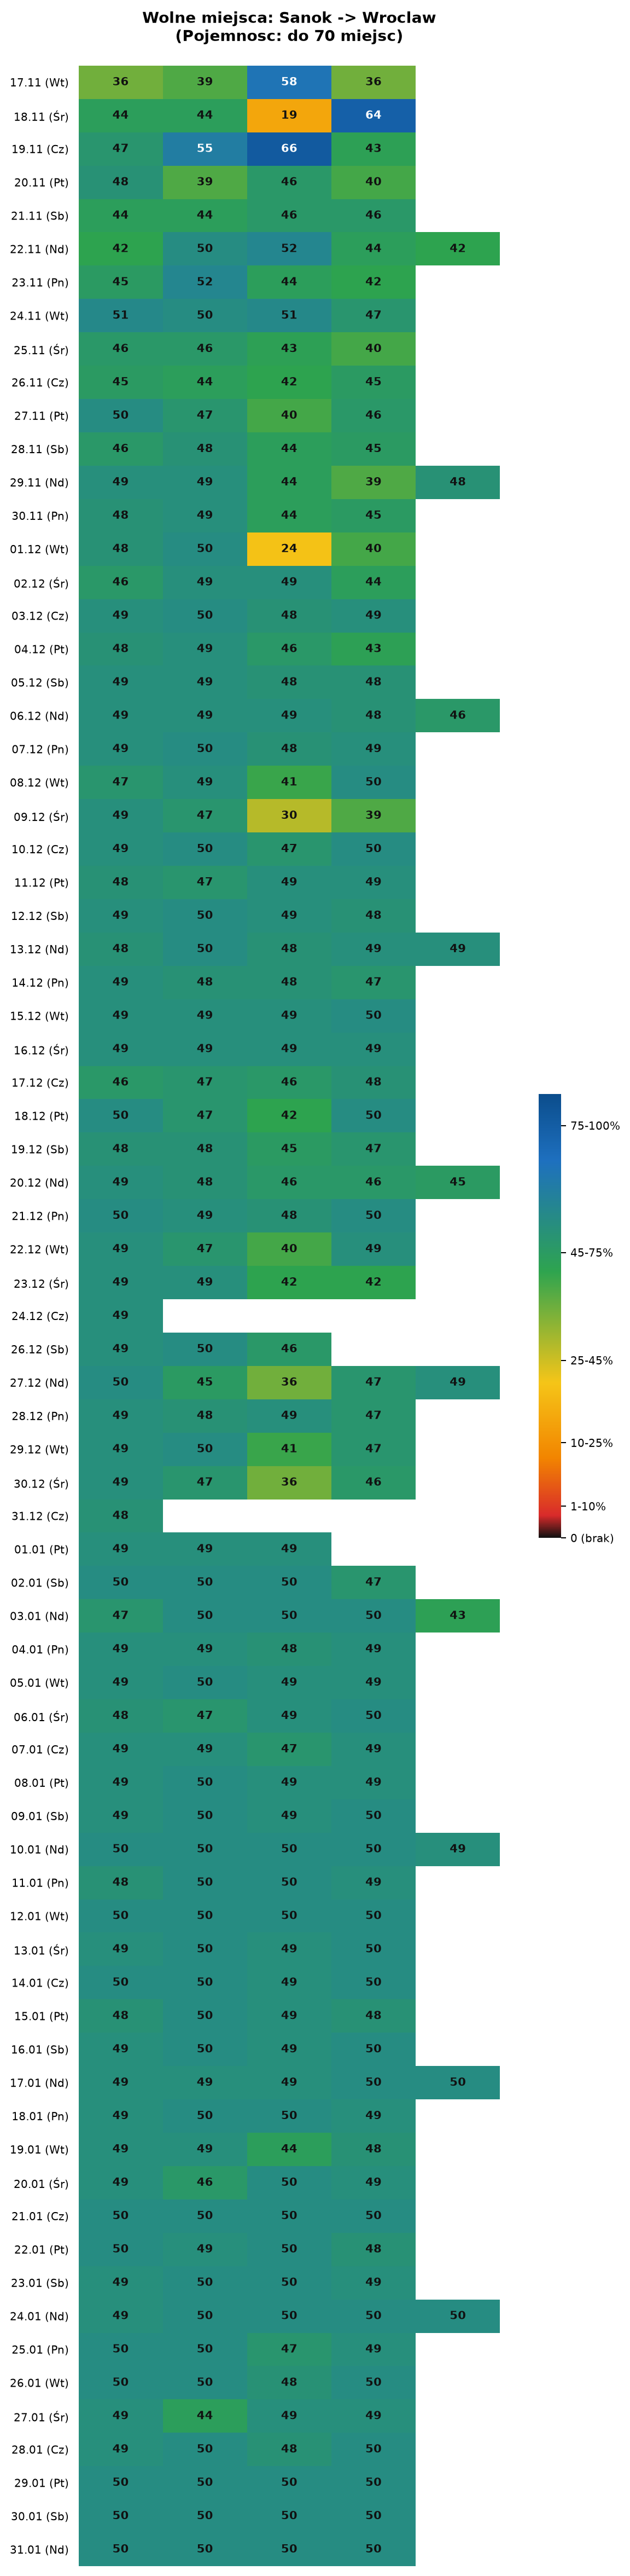 Wolne miejsca: Sanok -> Wroclaw
(Pojemnosc: do 70 miejsc)
17.11 (Wt) 36 39 58 36
18.11 (Śr) 44 44 19 64
19.11 (Cz) 47 55 66 43
20.11 (Pt) 48 39 46 40
21.11 (Sb) 44 44 46 46
22.11 (Nd) 42 50 52 44 42
23.11 (Pn) 45 52 44 42
24.11 (Wt) 51 50 51 47
25.11 (Śr) 46 46 43 40
26.11 (Cz) 45 44 42 45
27.11 (Pt) 50 47 40 46
28.11 (Sb) 46 48 44 45
29.11 (Nd) 49 49 44 39 48
30.11 (Pn) 48 49 44 45
01.12 (Wt) 48 50 24 40
02.12 (Śr) 46 49 49 44
03.12 (Cz) 49 50 48 49
04.12 (Pt) 48 49 46 43
05.12 (Sb) 49 49 48 48
06.12 (Nd) 49 49 49 48 46
07.12 (Pn) 49 50 48 49
08.12 (Wt) 47 49 41 50
09.12 (Śr) 49 47 30 39
10.12 (Cz) 49 50 47 50
11.12 (Pt) 48 47 49 49
12.12 (Sb) 49 50 49 48
13.12 (Nd) 48 50 48 49 49
14.12 (Pn) 49 48 48 47
15.12 (Wt) 49 49 49 50
16.12 (Śr) 49 49 49 49
17.12 (Cz) 46 47 46 48
18.12 (Pt) 50 47 42 50
19.12 (Sb) 48 48 45 47
20.12 (Nd) 49 48 46 46 45
21.12 (Pn) 50 49 48 50
22.12 (Wt) 49 47 40 49
23.12 (Śr) 49 49 42 42
24.12 (Cz) 49
26.12 (Sb) 49 50 46
27.12 (Nd) 50 45 36 47 49
28.12 (Pn) 49 48 49 47
29.12 (Wt) 49 50 41 47
30.12 (Śr) 49 47 36 46
31.12 (Cz) 48
01.01 (Pt) 49 49 49
02.01 (Sb) 50 50 50 47
03.01 (Nd) 47 50 50 50 43
04.01 (Pn) 49 49 48 49
05.01 (Wt) 49 50 49 49
06.01 (Śr) 48 47 49 50
07.01 (Cz) 49 49 47 49
08.01 (Pt) 49 50 49 49
09.01 (Sb) 49 50 49 50
10.01 (Nd) 50 50 50 50 49
11.01 (Pn) 48 50 50 49
12.01 (Wt) 50 50 50 50
13.01 (Śr) 49 50 49 50
14.01 (Cz) 50 50 49 50
15.01 (Pt) 48 50 49 48
16.01 (Sb) 49 50 49 50
17.01 (Nd) 49 49 49 50 50
18.01 (Pn) 49 50 50 49
19.01 (Wt) 49 49 44 48
20.01 (Śr) 49 46 50 49
21.01 (Cz) 50 50 50 50
22.01 (Pt) 50 49 50 48
23.01 (Sb) 49 50 50 49
24.01 (Nd) 49 50 50 50 50
25.01 (Pn) 50 50 47 49
26.01 (Wt) 50 50 48 50
27.01 (Śr) 49 44 49 49
28.01 (Cz) 49 50 48 50
29.01 (Pt) 50 50 50 50
30.01 (Sb) 50 50 50 50
31.01 (Nd) 50 50 50 50
75-100%
45-75%
25-45%
10-25%
1-10%
0 (brak)